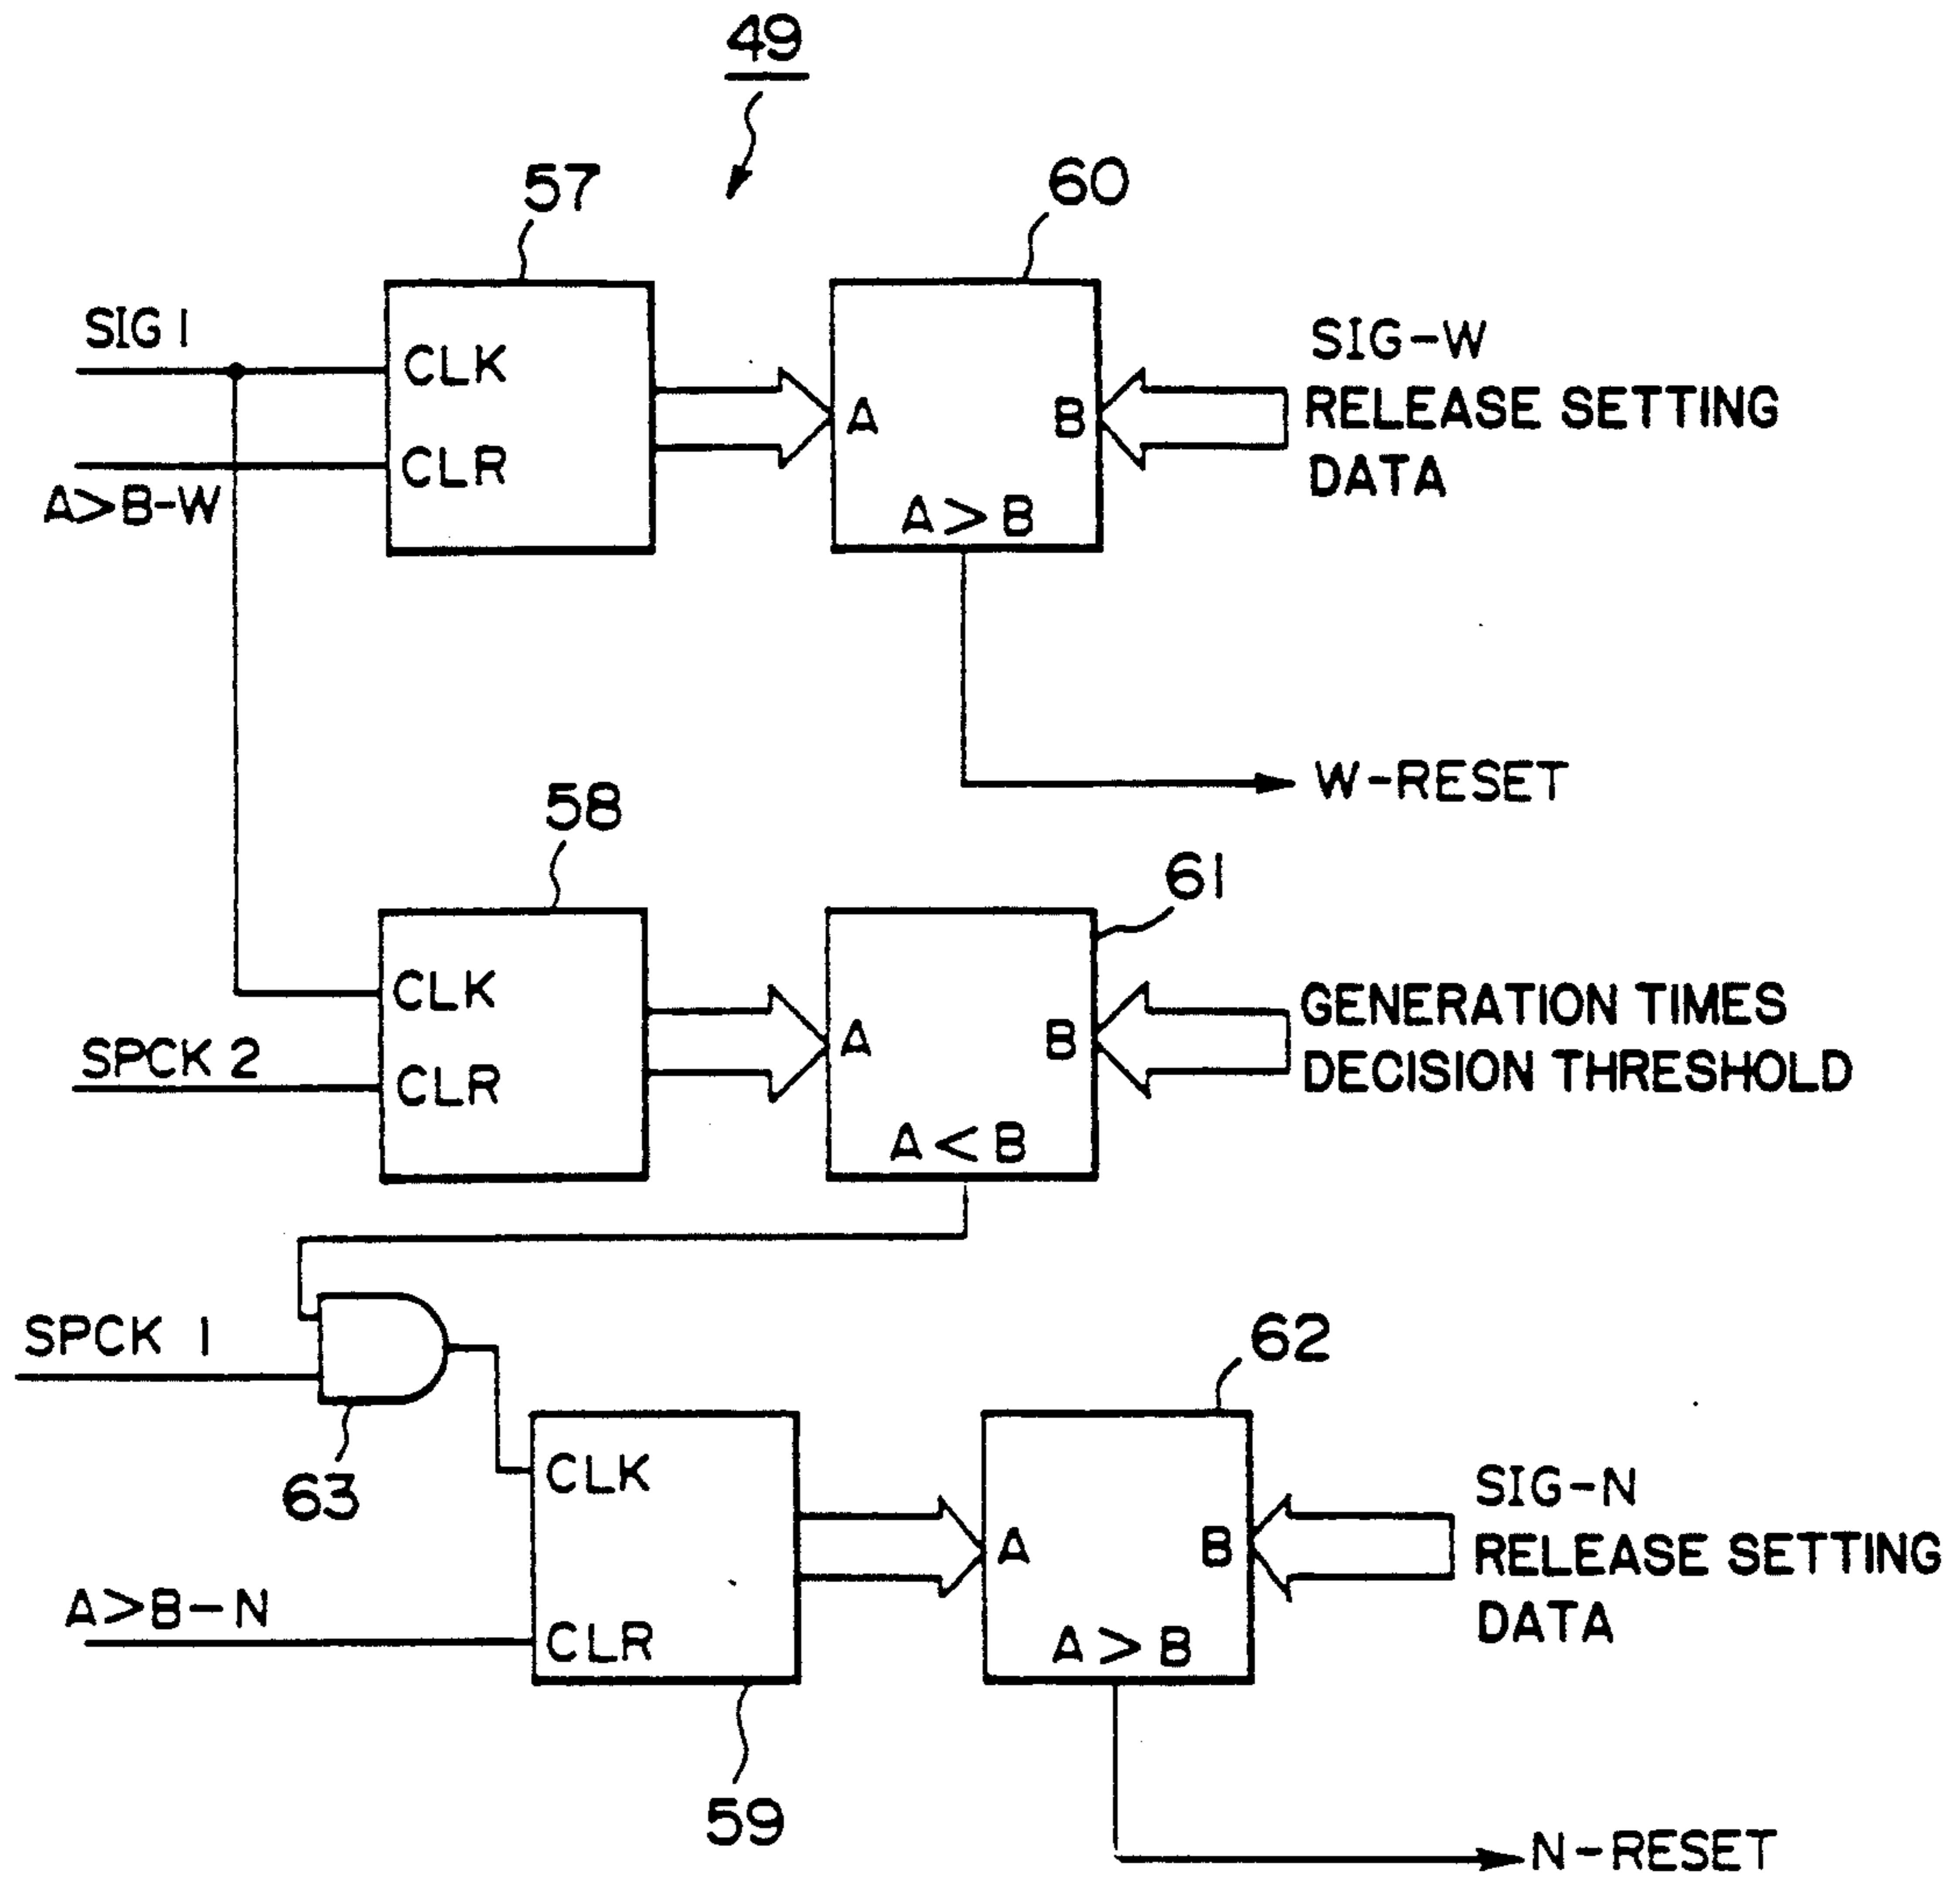 49
57
60
SIG 1
CLK
CLR
A>B-W
A
B
A>B
SIG-W
RELEASE SETTING
DATA
W-RESET
58
61
CLK
SPCK 2
CLR
A
B
A<B
GENERATION TIMES
DECISION THRESHOLD
SPCK 1
63
62
CLK
A>B-N
CLR
A
B
A>B
SIG-N
RELEASE SETTING
DATA
59
N-RESET